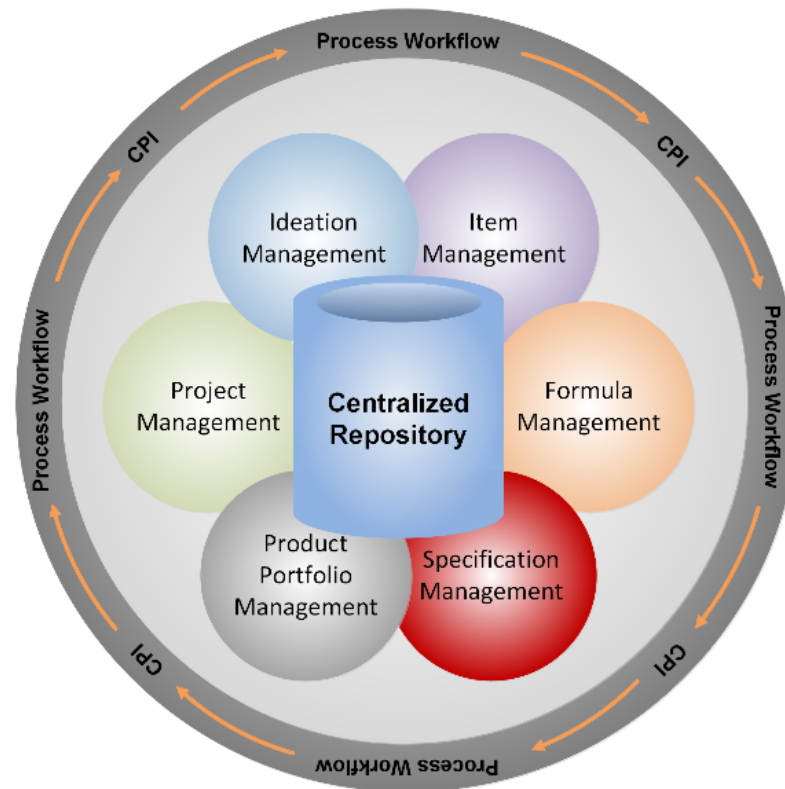 Process Workflow
CPI
Process Workflow
CPI
Process Workflow
CPI
Process Workflow
CPI
Ideation
Management
Item
Management
Project
Management
Centralized
Repository
Formula
Management
Product
Portfolio
Management
Specification
Management